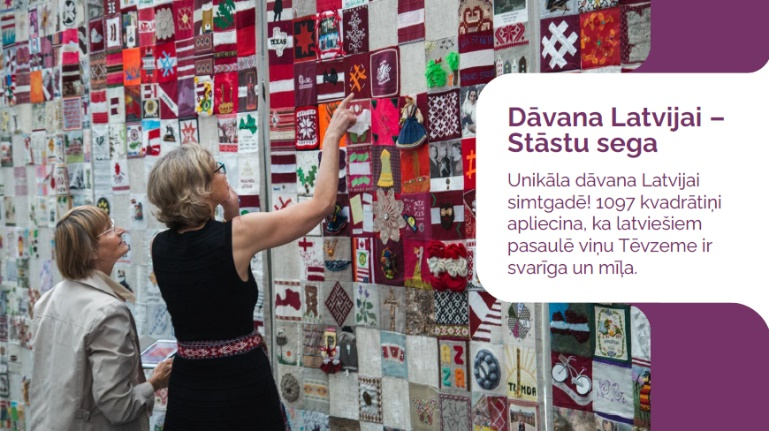 Dāvana Latvijai –
Stāstu sega
Unikāla dāvana Latvijai
simtgadē! 1097 kvadrātiņi
apliecina, ka latviešiem
pasaulē viņu Tēvzeme ir
svarīga un mīļa.
TEXAS